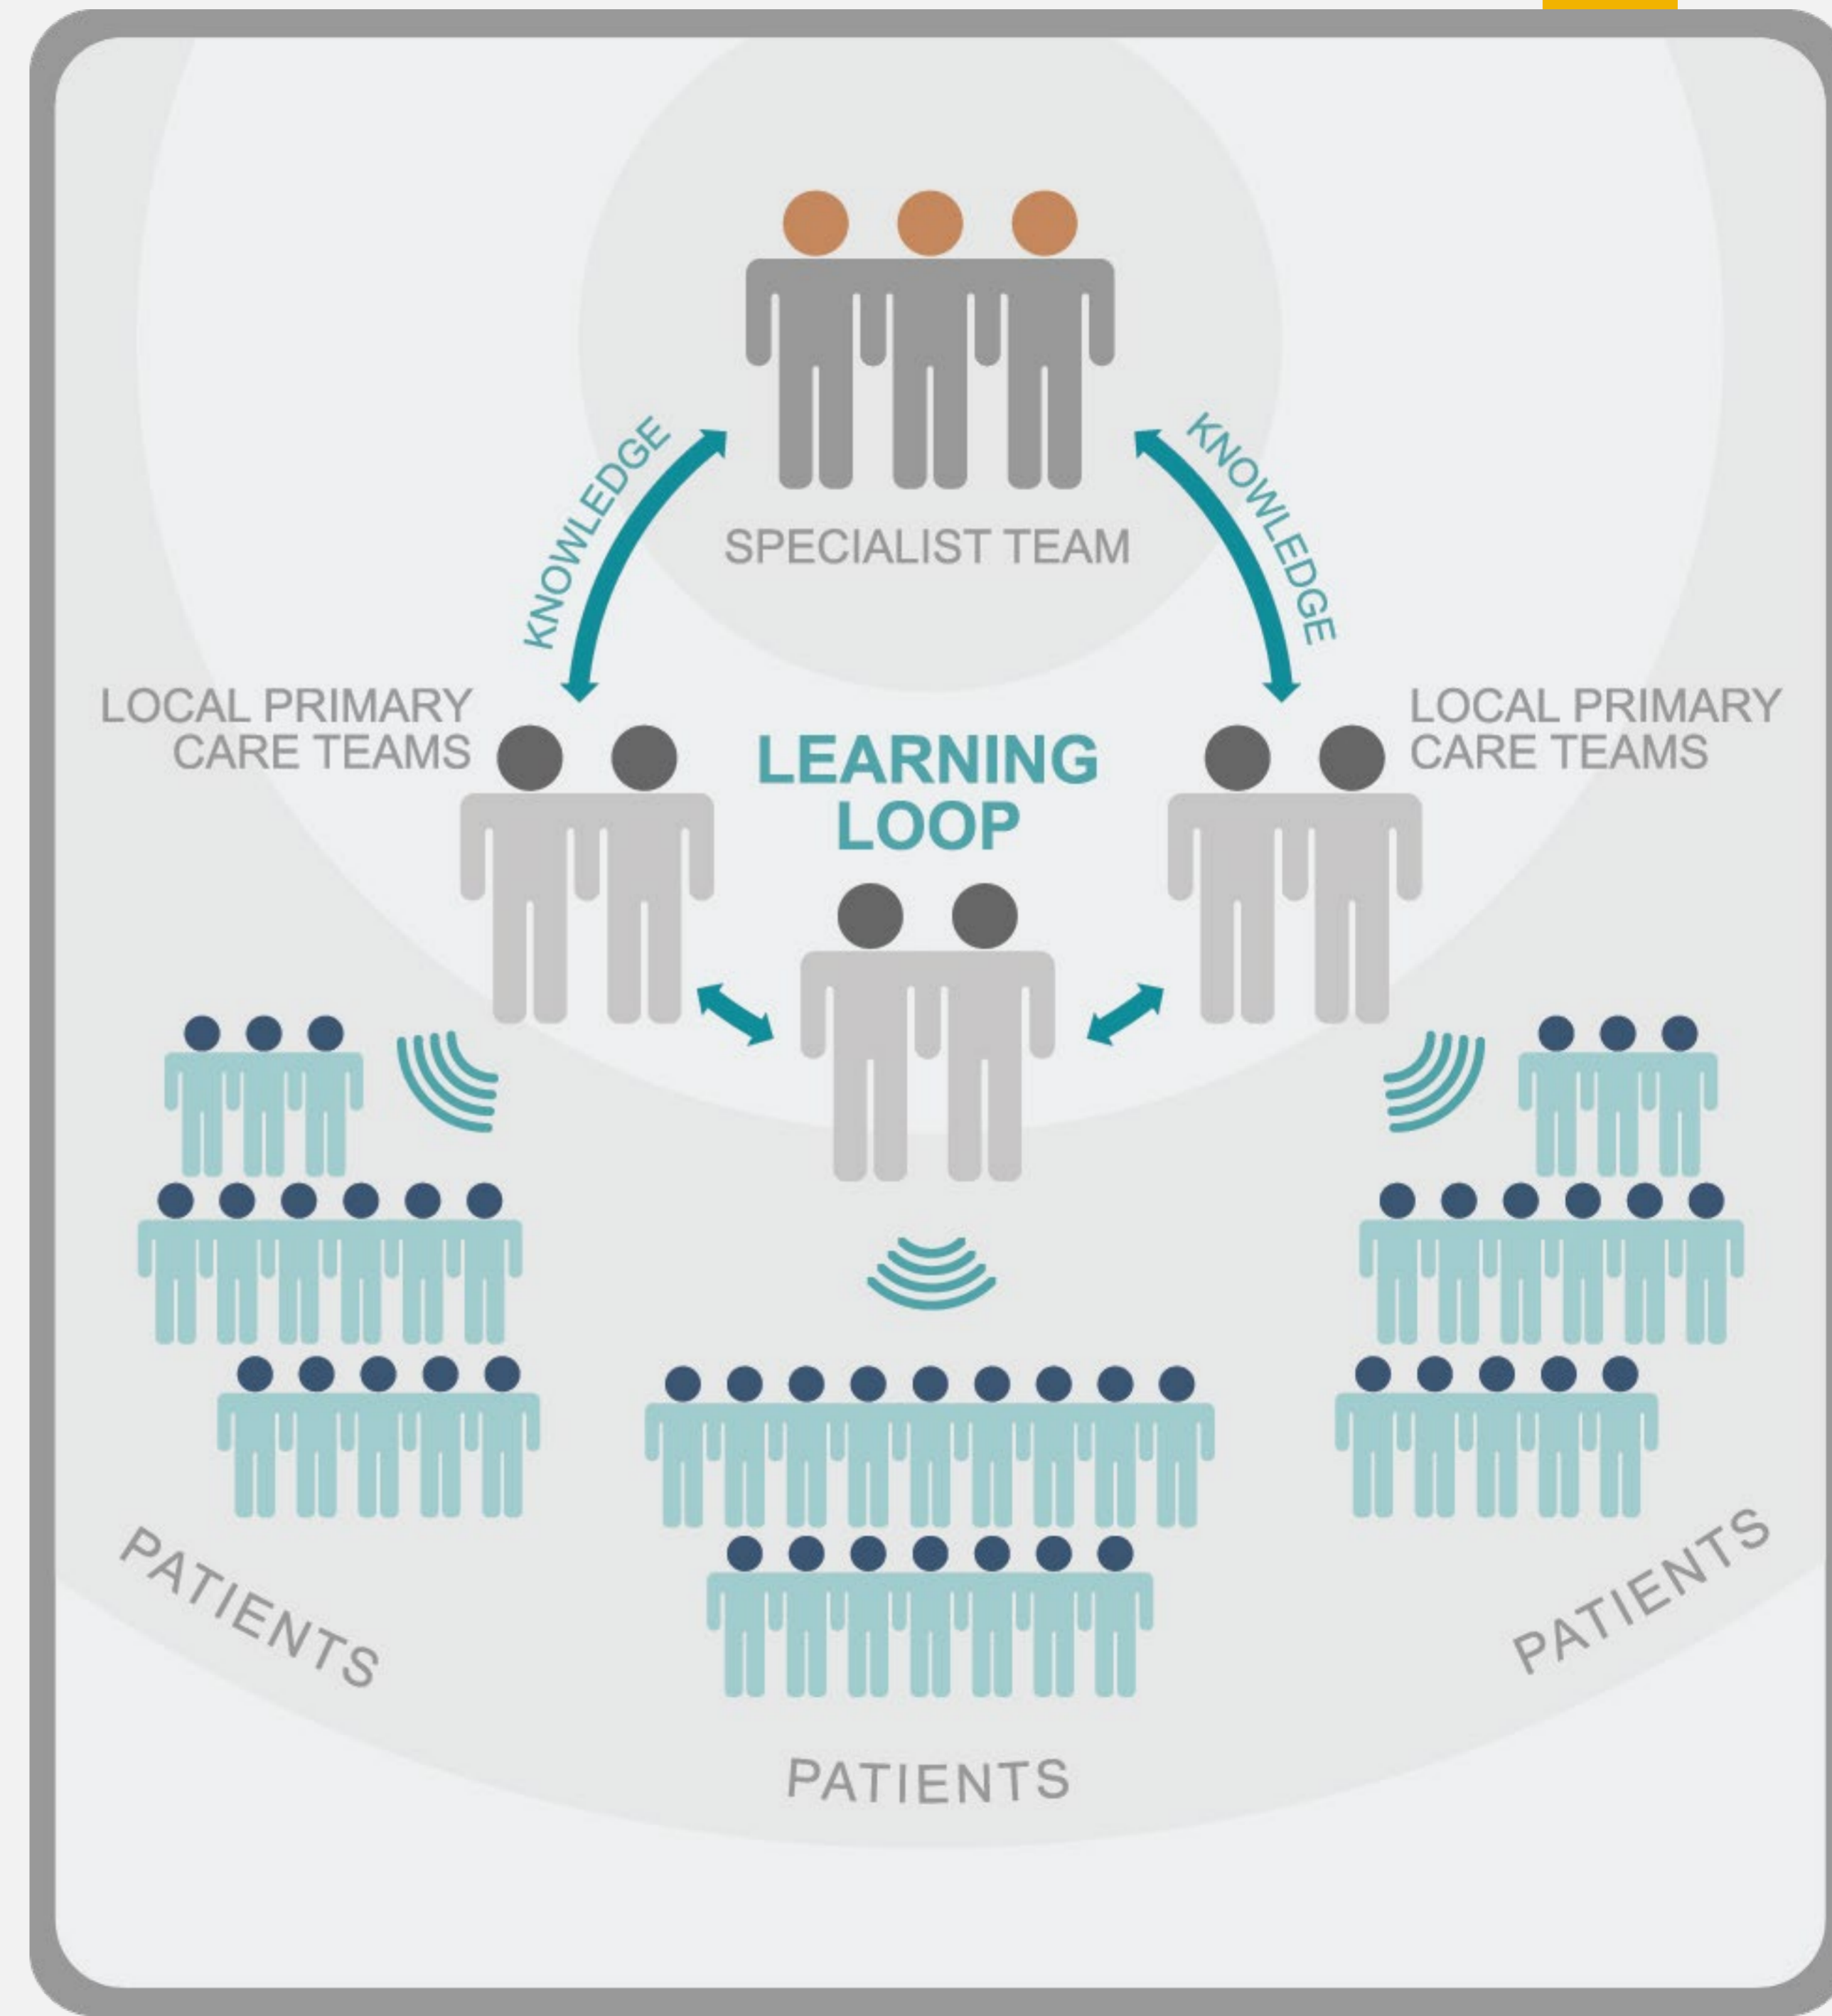 KNOWLEDGE
KNOWLEDGE
SPECIALIST TEAM
LOCAL PRIMARY
CARE TEAMS
LEARNING
LOOP
LOCAL PRIMARY
CARE TEAMS
PATIENTS
PATIENTS
PATIENTS